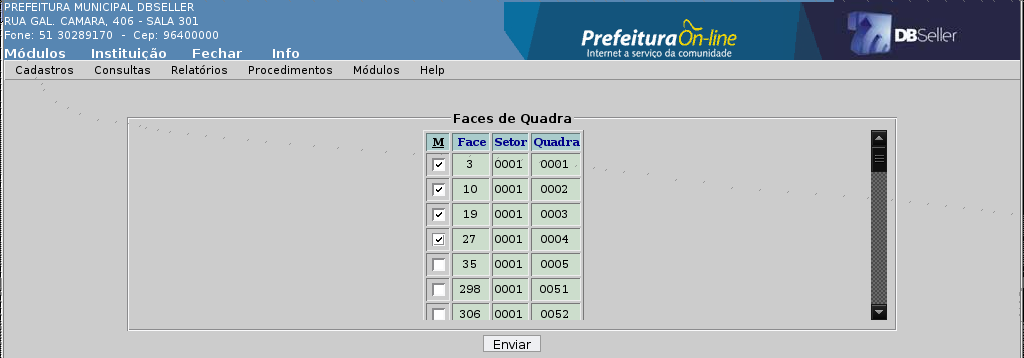 PREFEITURA MUNICIPAL DBSELLER
RUA GAL. CAMARA, 406 - SALA 301
Fone: 51 30289170 - Cep: 96400000
Módulos Instituição Fechar Info
Prefeitura On-line
Internet a serviço da comunidade
DBSeller
Cadastros Consultas Relatórios Procedimentos Módulos Help
Faces de Quadra
M Face Setor Quadra
3 0001 0001
10 0001 0002
19 0001 0003
27 0001 0004
35 0001 0005
298 0001 0051
306 0001 0052
Enviar